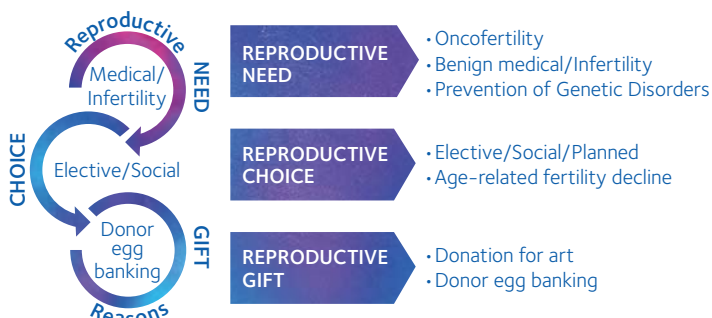 Reproductive
NEED
Medical/
Infertility
CHOICE
Elective/Social
GIFT
Donor
egg
banking
Reasons
REPRODUCTIVE
NEED
• Oncofertility
• Benign medical/Infertility
• Prevention of Genetic Disorders
REPRODUCTIVE
CHOICE
• Elective/Social/Planned
• Age-related fertility decline
REPRODUCTIVE
GIFT
• Donation for art
• Donor egg banking